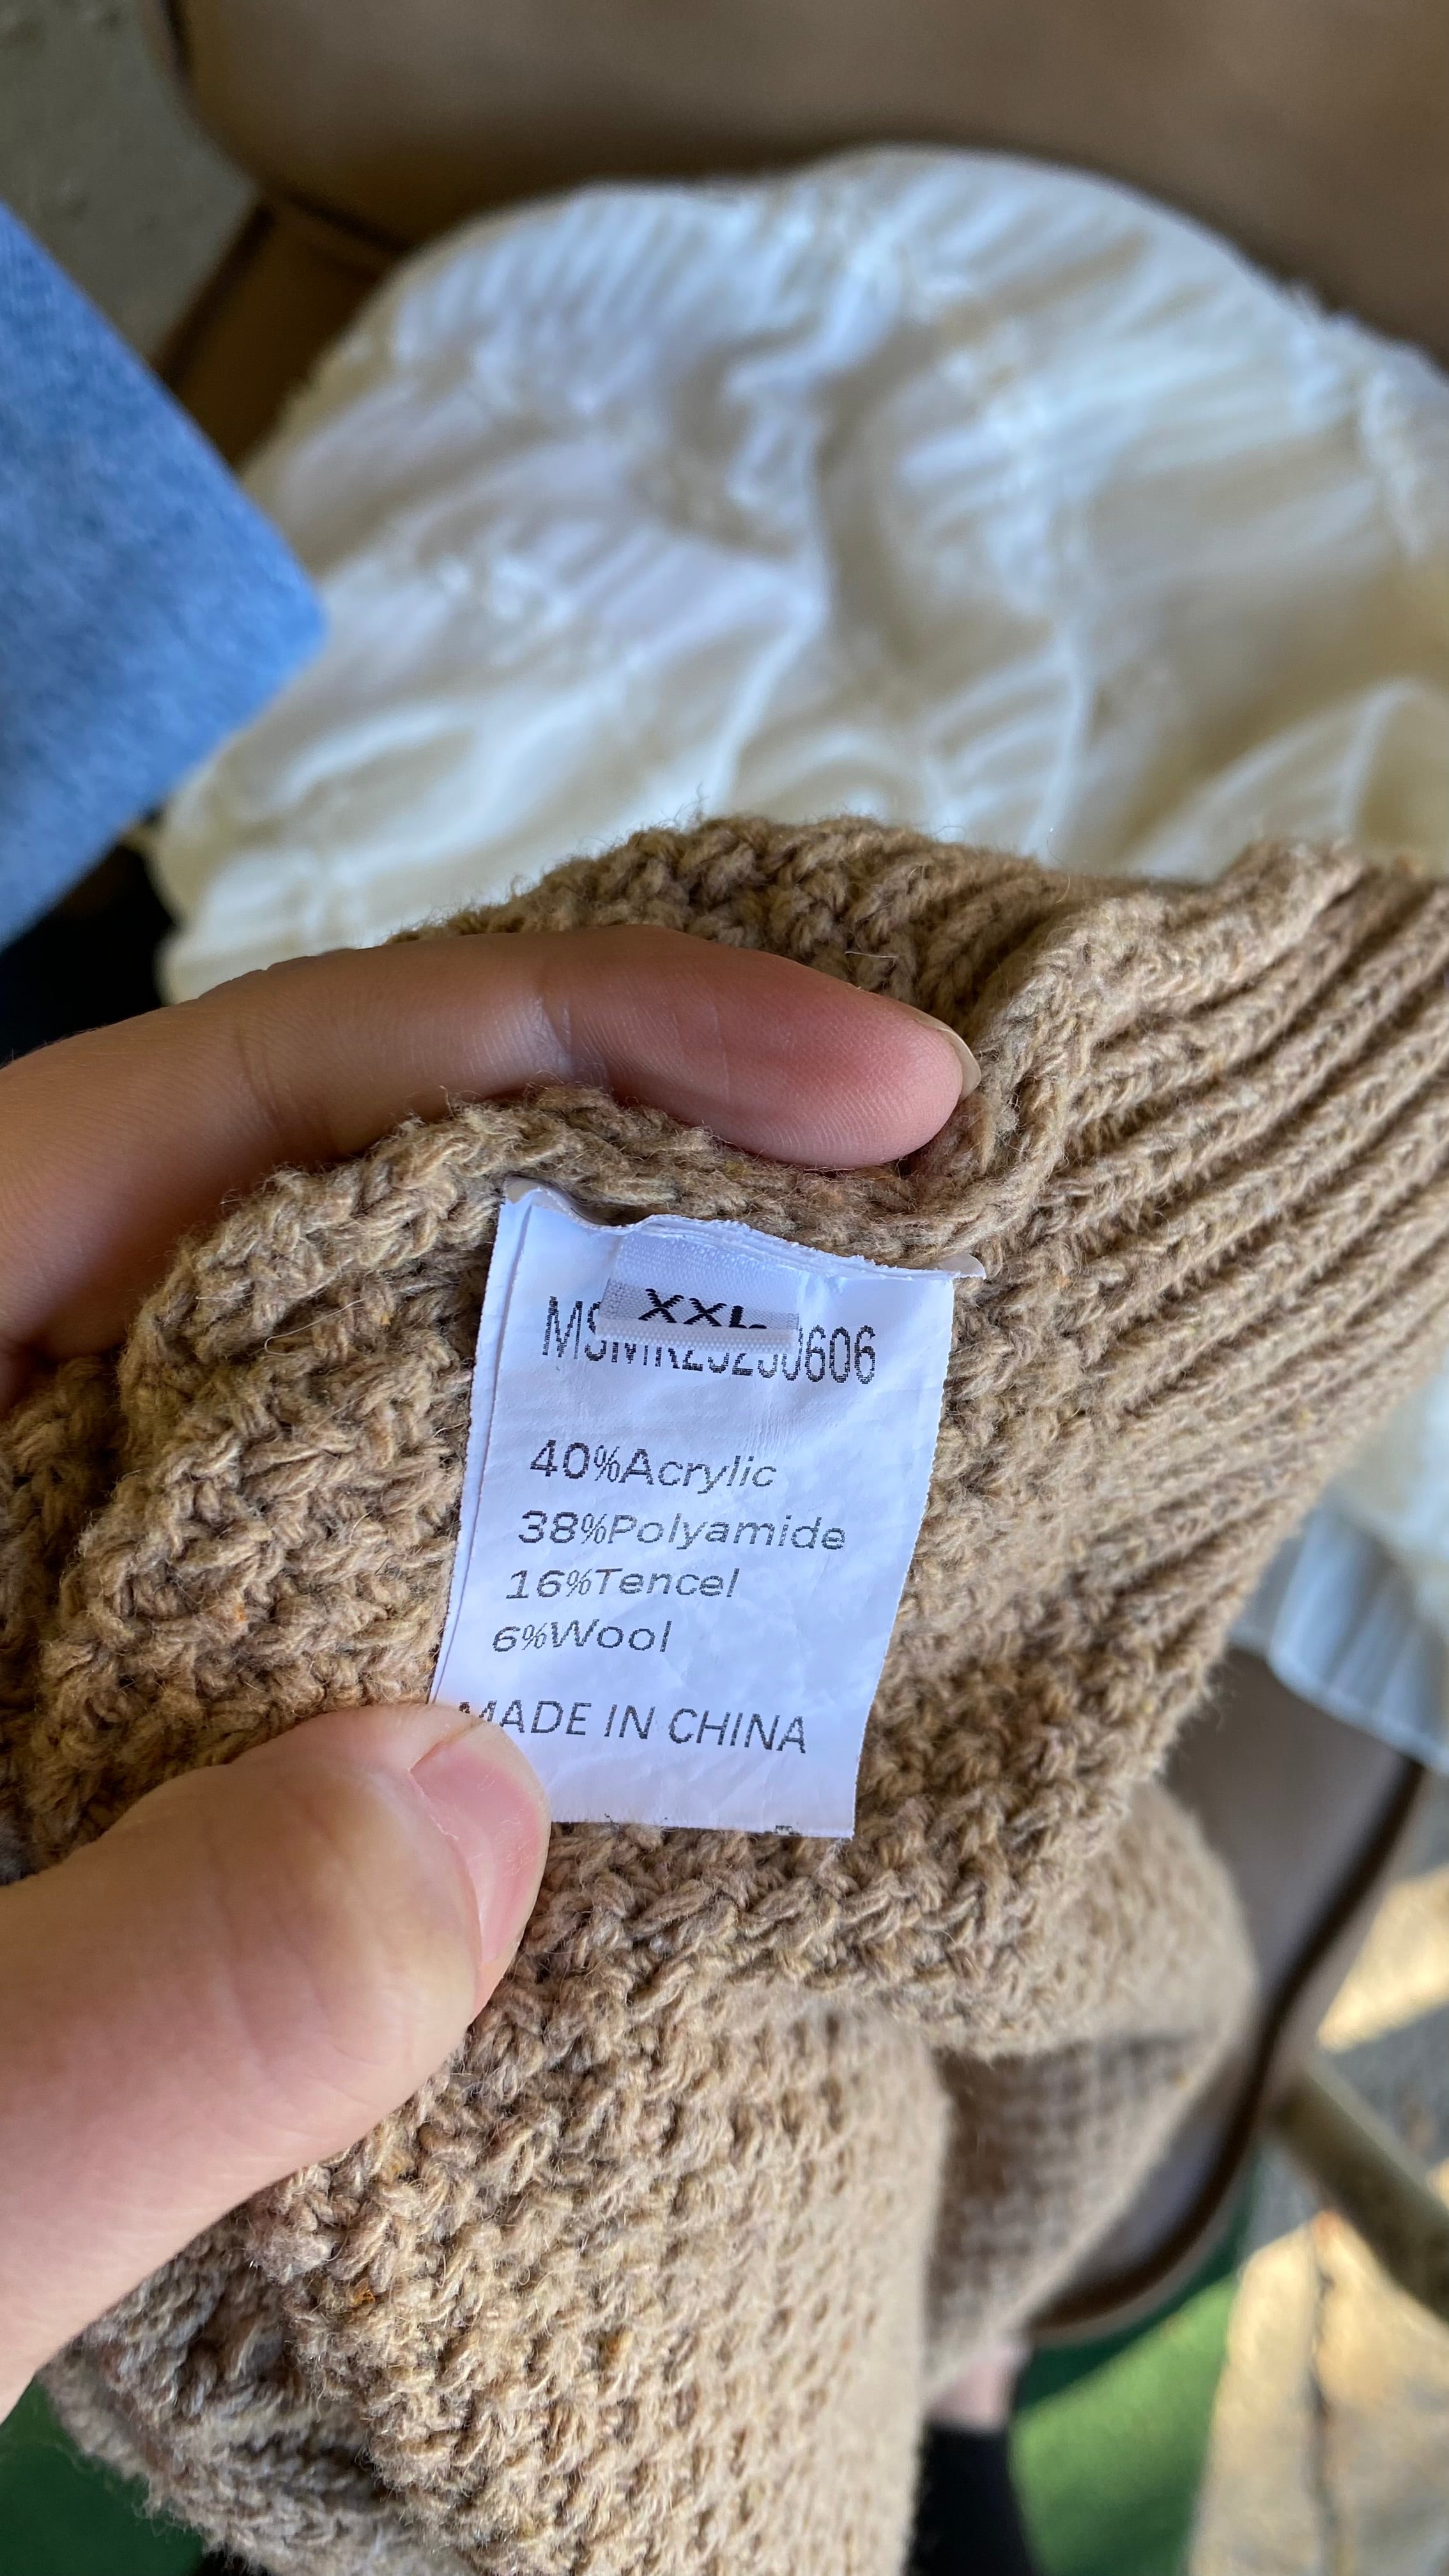 XXL
40%Acrylic
38%Polyamide
16%Tencel
6%Wool
MADE IN CHINA